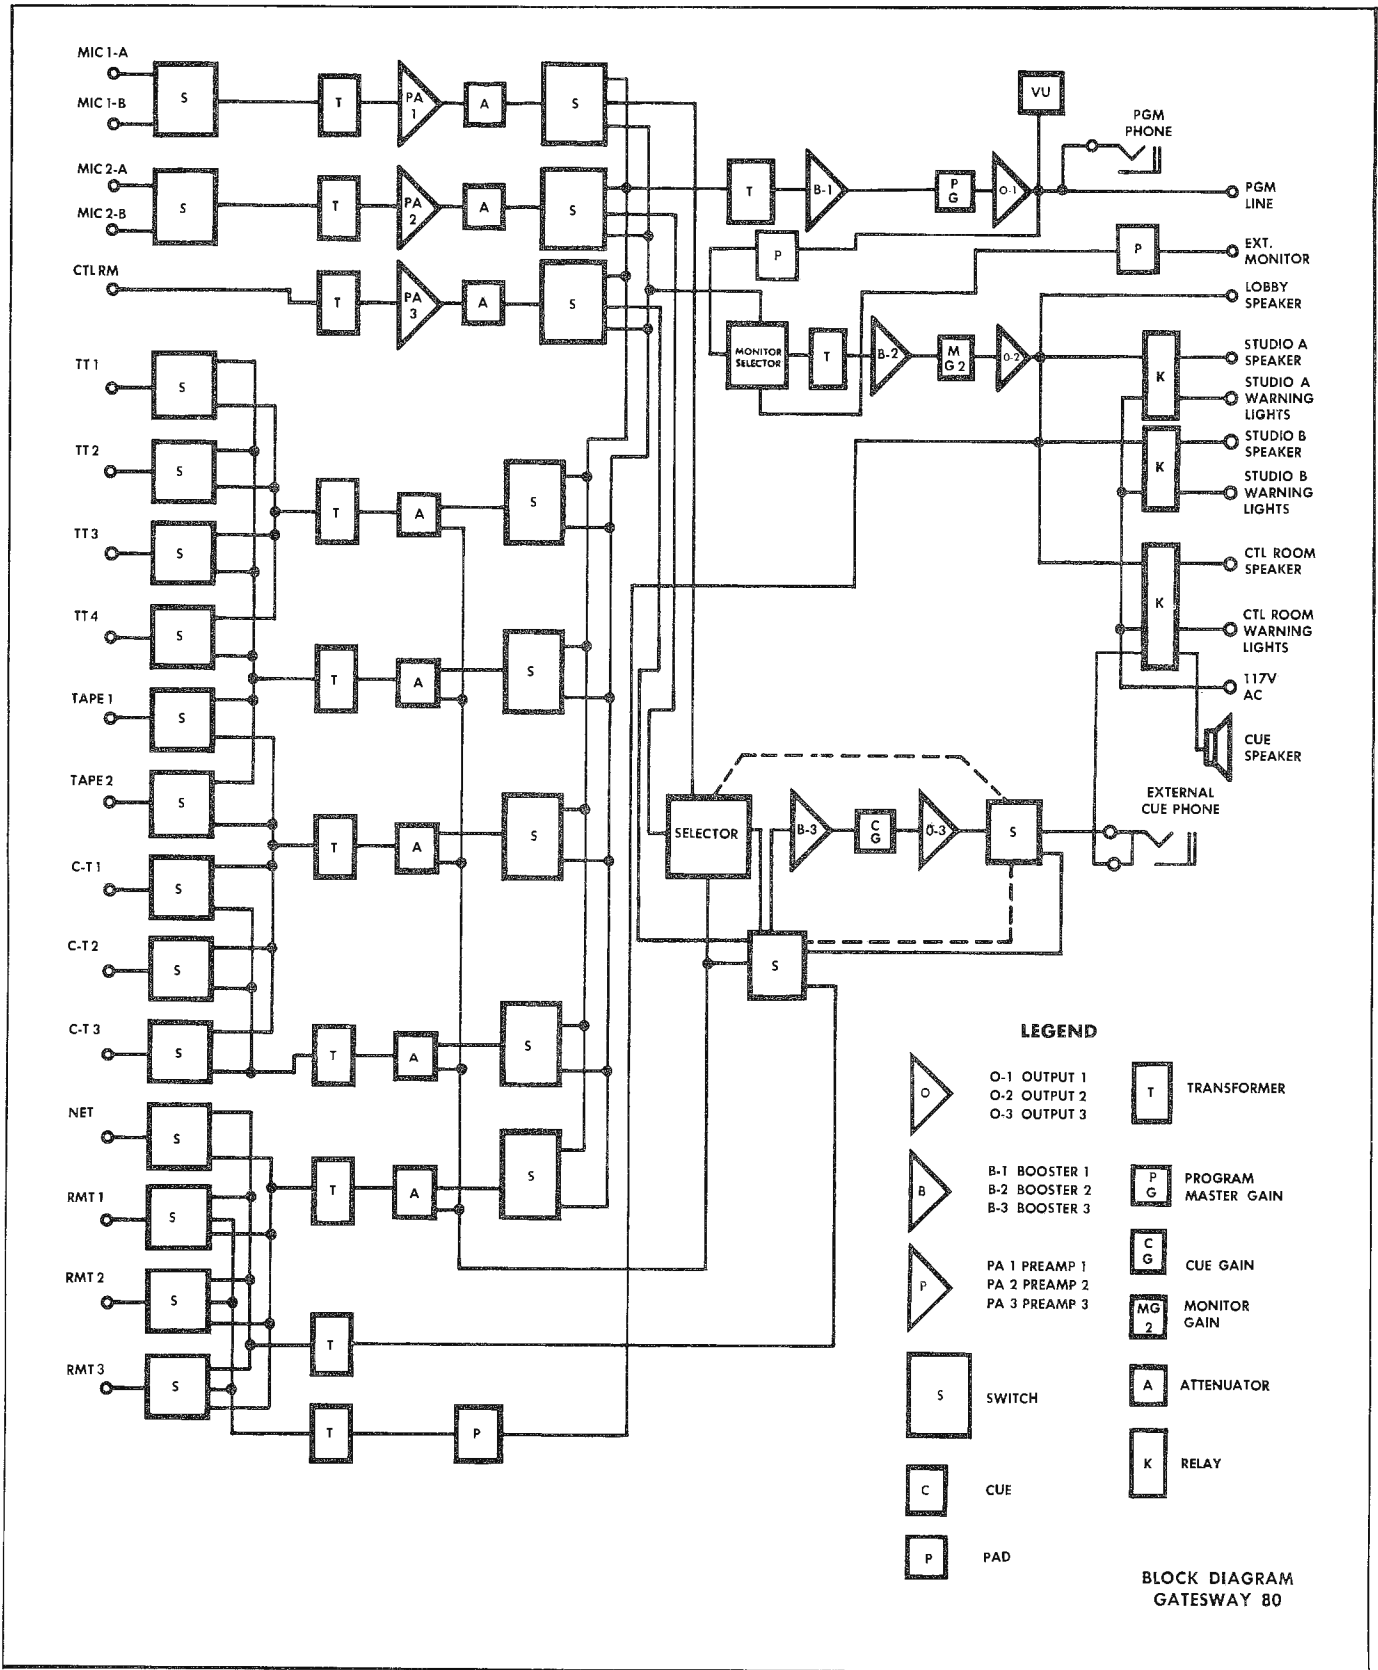 MIC 1-A
S
MIC 1-B
T
PA
1
A
S
MIC 2-A
S
MIC 2-B
T
PA
2
A
S
CTL RM
T
PA
3
A
S
VU
PGM
PHONE
T
B-1
P
G
O-1
PGM
LINE
P
P
EXT.
MONITOR
LOBBY
SPEAKER
MONITOR
SELECTOR
T
B-2
M
G 2
O-2
K
STUDIO A
SPEAKER
STUDIO A
WARNING
LIGHTS
K
STUDIO B
SPEAKER
STUDIO B
WARNING
LIGHTS
K
CTL ROOM
SPEAKER
CTL ROOM
WARNING
LIGHTS
117V
AC
CUE
SPEAKER
EXTERNAL
CUE PHONE
TT 1
S
TT 2
S
TT 3
S
TT 4
S
TAPE 1
S
TAPE 2
S
C-T 1
S
C-T 2
S
C-T 3
S
NET
S
RMT 1
S
RMT 2
S
RMT 3
S
T
A
S
T
A
S
T
A
S
T
A
S
T
A
S
T
T
P
SELECTOR
B-3
C
G
O-3
S
S
LEGEND
O
O-1 OUTPUT 1
O-2 OUTPUT 2
O-3 OUTPUT 3
B
B-1 BOOSTER 1
B-2 BOOSTER 2
B-3 BOOSTER 3
P
PA 1 PREAMP 1
PA 2 PREAMP 2
PA 3 PREAMP 3
S
SWITCH
C
CUE
P
PAD
T
TRANSFORMER
P
G
PROGRAM
MASTER GAIN
C
G
CUE GAIN
MG
2
MONITOR
GAIN
A
ATTENUATOR
K
RELAY
BLOCK DIAGRAM
GATESWAY 80